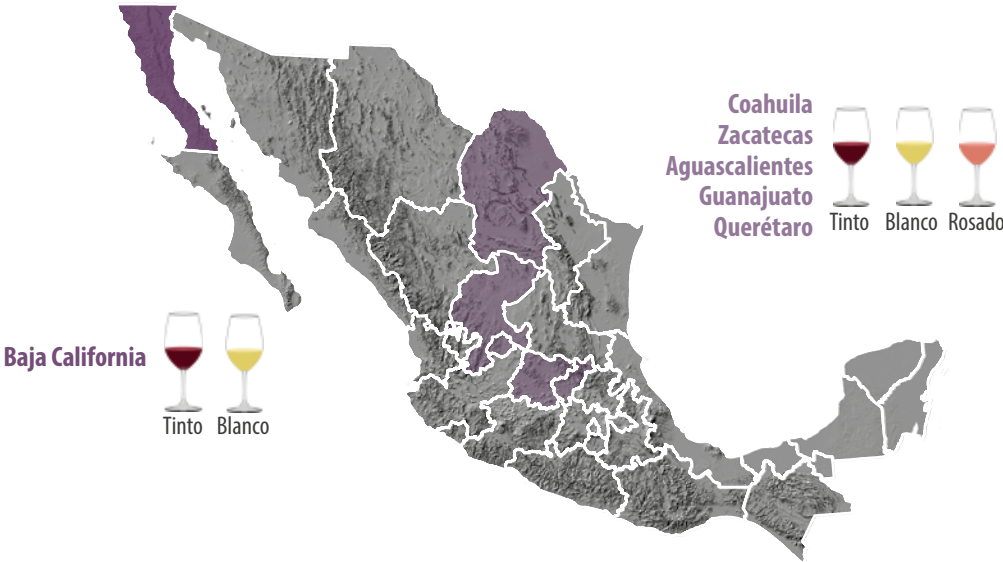 Coahuila
Zacatecas
Aguascalientes
Guanajuato
Querétaro
Tinto Blanco Rosado
Baja California
Tinto Blanco